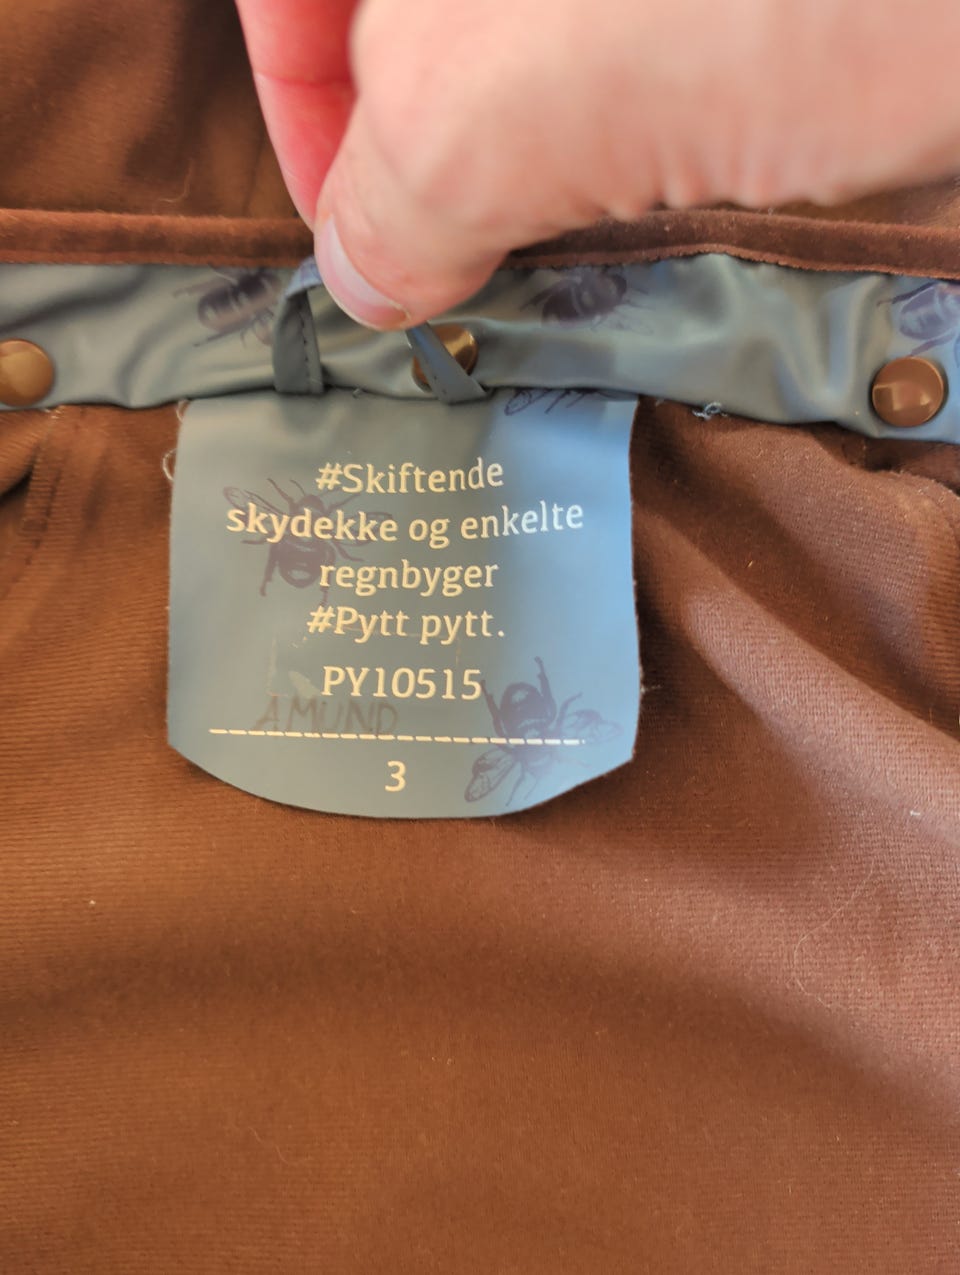 #Skiftende
skydekke og enkelte
regnbyger
#Pytt pytt.
PY10515
AMUND
3